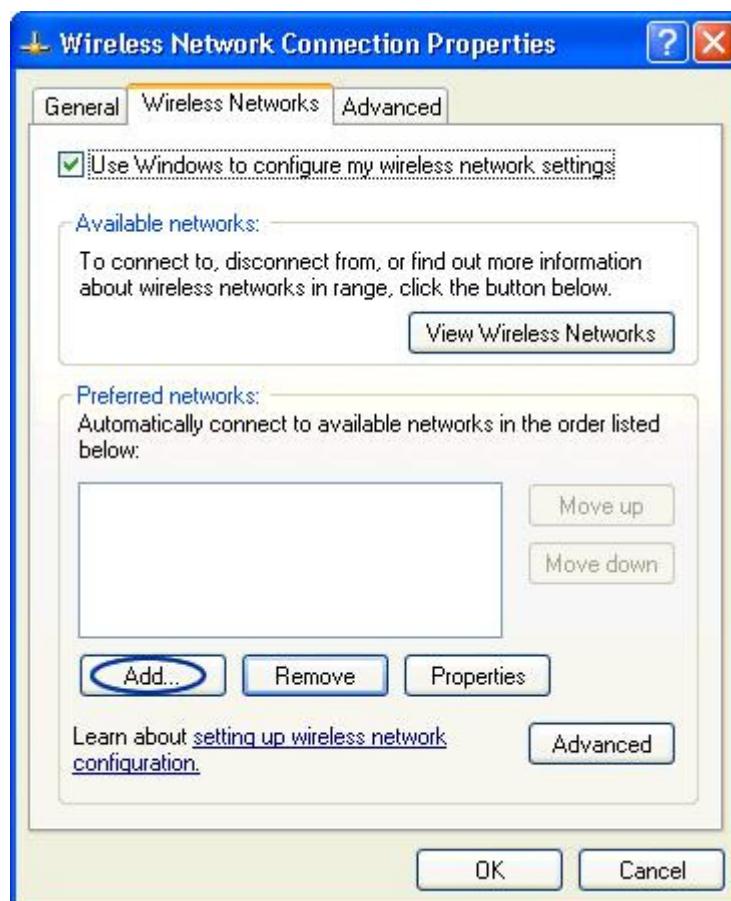 Wireless Network Connection Properties
?
General Wireless Networks Advanced
Use Windows to configure my wireless network settings
Available networks:
To connect to, disconnect from, or find out more information
about wireless networks in range, click the button below.
View Wireless Networks
Preferred networks:
Automatically connect to available networks in the order listed
below:
Move up
Move down
Add...
Remove
Properties
Learn about setting up wireless network
configuration.
Advanced
OK
Cancel